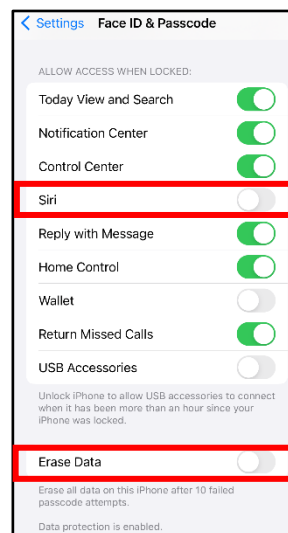 Settings Face ID & Passcode
ALLOW ACCESS WHEN LOCKED:
Today View and Search
Notification Center
Control Center
Siri
Reply with Message
Home Control
Wallet
Return Missed Calls
USB Accessories
Unlock iPhone to allow USB accessories to connect
when it has been more than an hour since your
iPhone was locked.
Erase Data
Erase all data on this iPhone after 10 failed
passcode attempts.
Data protection is enabled.